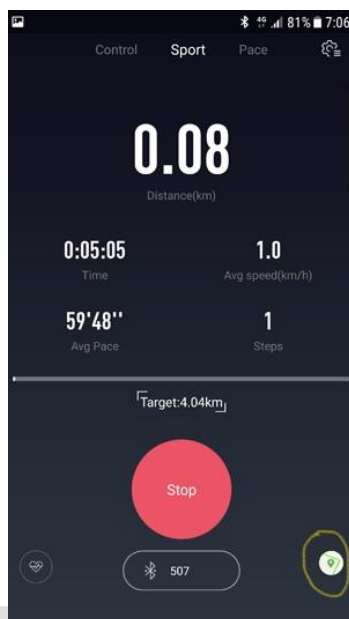 4G 81% 7:06
Control Sport Pace
0.08
Distance(km)
0:05:05 1.0
Time Avg speed(km/h)
59'48'' 1
Avg Pace Steps
Target:4.04km
Stop
507